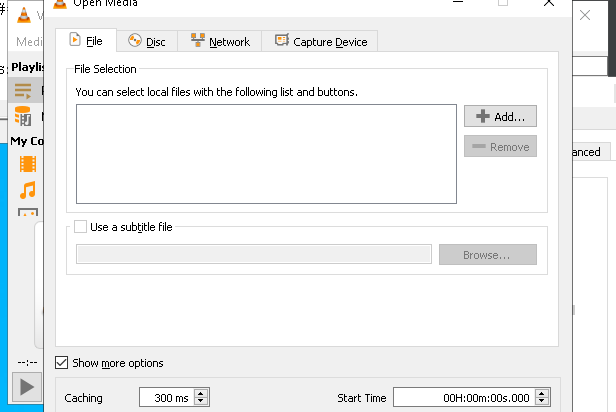 Open Media
Medi
File
Disc
Network
Capture Device
Playlis
File Selection
You can select local files with the following list and buttons.
Add...
Remove
anced
My Co
Use a subtitle file
Browse...
--:--
Show more options
Caching
300 ms
Start Time
00H:00m:00s.000